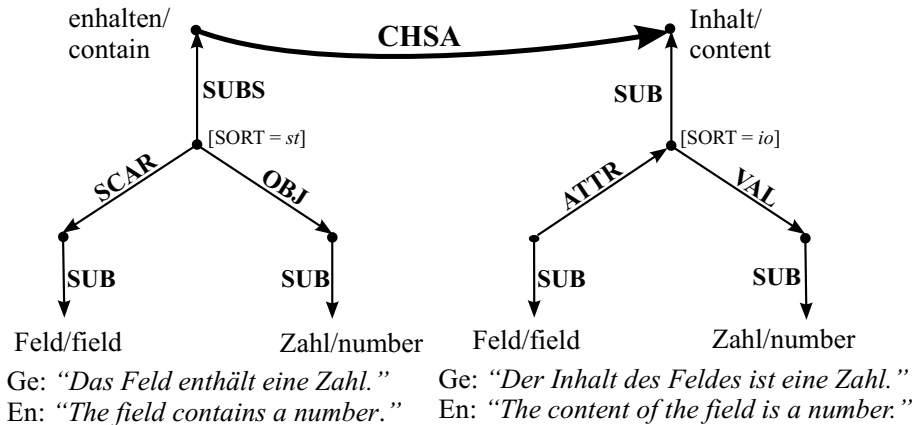 enhalten/
contain
CHSA
Inhalt/
content
SUBS
SUB
[SORT = st]
[SORT = io]
SCAR
OBJ
ATTR
VAL
SUB
SUB
SUB
SUB
Feld/field
Zahl/number
Feld/field
Zahl/number
Ge: “Das Feld enthält eine Zahl.”
En: “The field contains a number.”
Ge: “Der Inhalt des Feldes ist eine Zahl.”
En: “The content of the field is a number.”